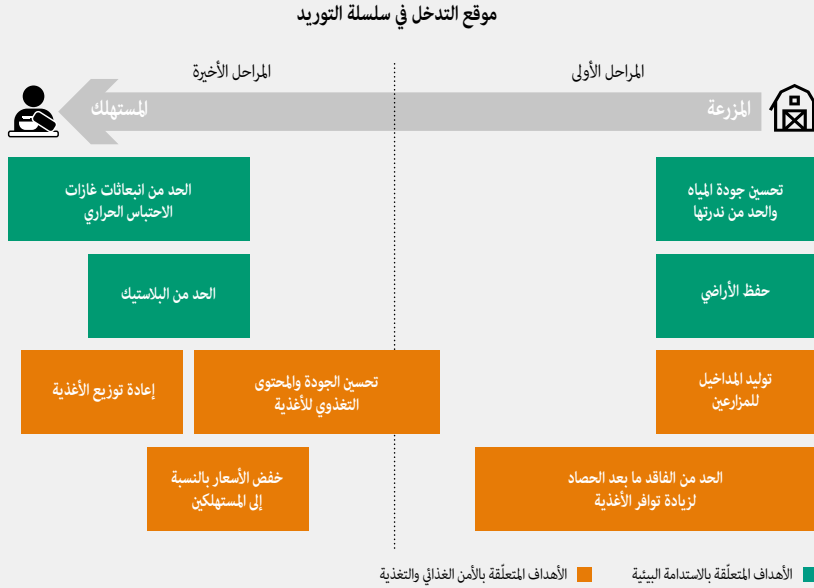 موقع التدخل في سلسلة التوريد
المراحل الأولى
المراحل الأخيرة
المزرعة
المستهلك
تحسين جودة المياه
والحد من ندرتها
الحد من انبعاثات غازات
الاحتباس الحراري
حفظ الأراضي
الحد من البلاستيك
توليد المداخيل
للمزارعين
تحسين الجودة والمحتوى
التغذوي للأغذية
إعادة توزيع الأغذية
الحد من الفاقد ما بعد الحصاد
لزيادة توافر الأغذية
خفض الأسعار بالنسبة
إلى المستهلكين
الأهداف المتعلّقة بالاستدامة البيئية
الأهداف المتعلّقة بالأمن الغذائي والتغذية